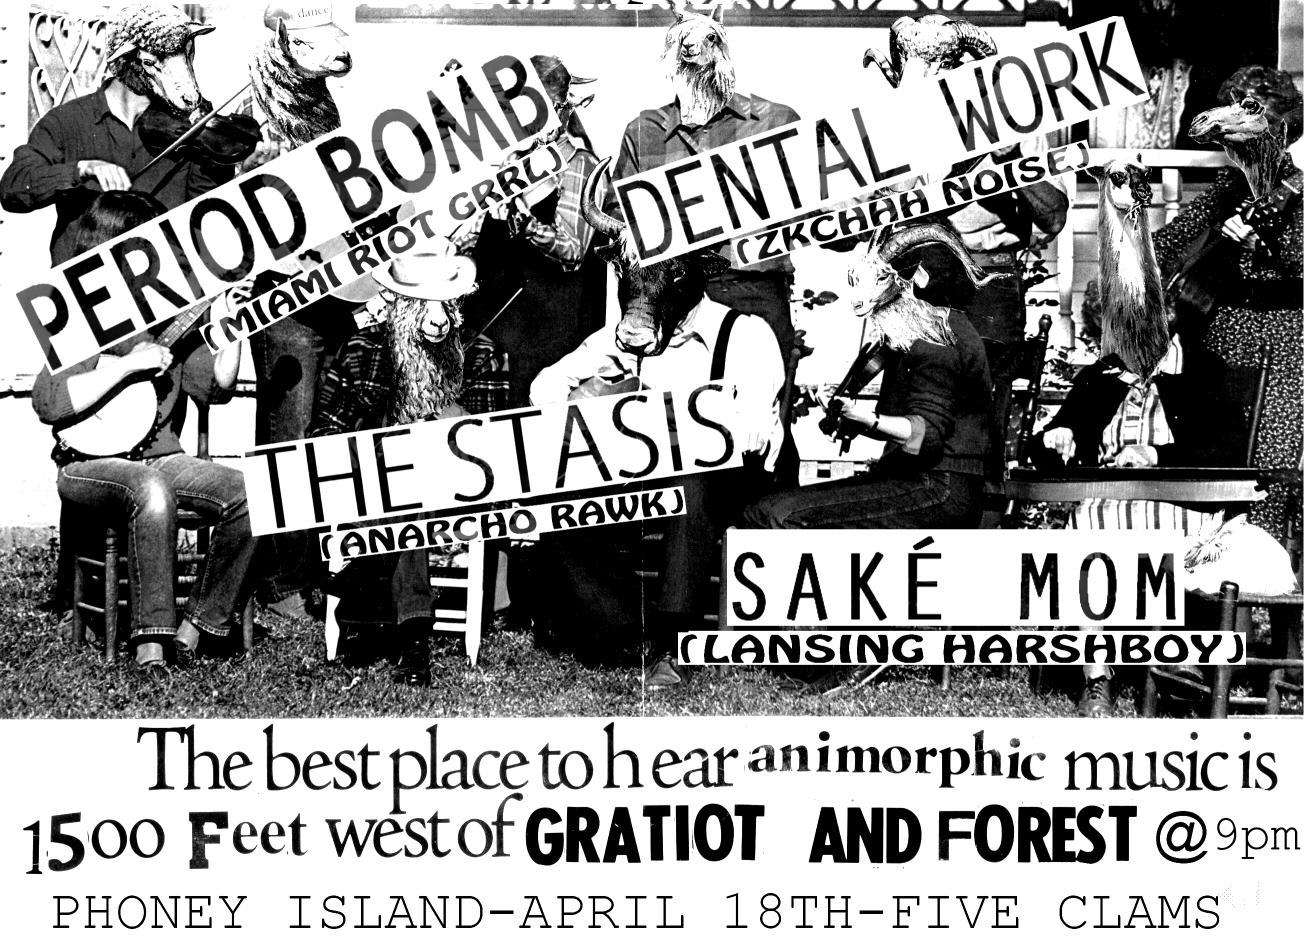 dance
PERIOD BOMB
(MIAMI RIOT GRRL)
DENTAL WORK
(ZKCHHH NOISE)
THE STASIS
(ANARCHO RAWK)
SAKÉ MOM
(LANSING HARSHBOY)
The best place to hear animorphic music is
1500 Feet west of GRATIOT AND FOREST @ 9pm
PHONEY ISLAND-APRIL 18TH-FIVE CLAMS